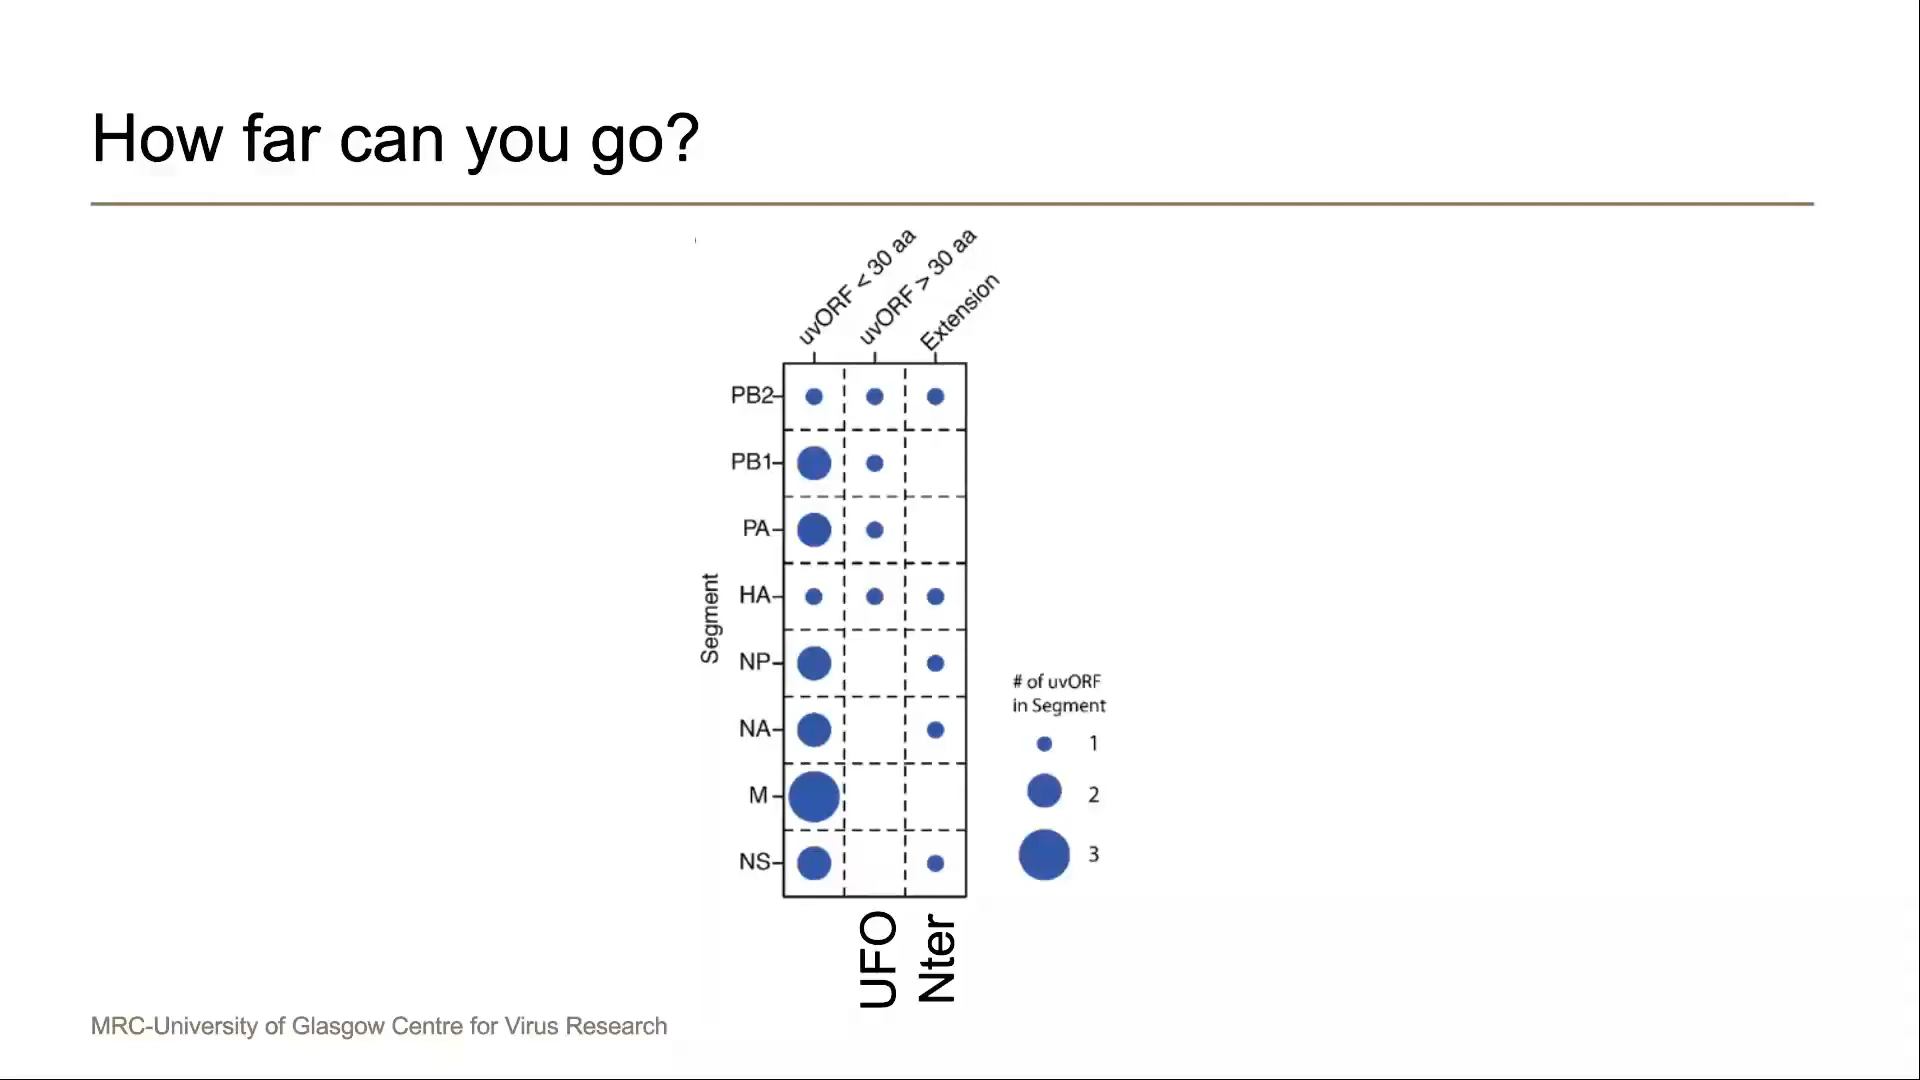 How far can you go?
uvORF < 30 aa
uvORF > 30 aa
Extension
PB2
PB1
PA
HA
NP
NA
M
NS
Segment
# of uvORF
in Segment
1
2
3
UFO
Nter
MRC-University of Glasgow Centre for Virus Research